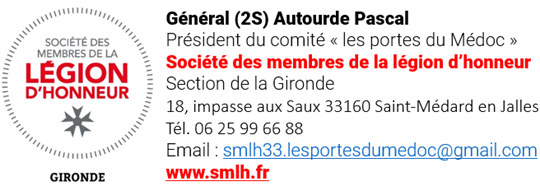 SOCIÉTÉ DES
MEMBRES DE LA
LÉGION
D'HONNEUR
GIRONDE
Général (2S) Autourde Pascal
Président du comité « les portes du Médoc »
Société des membres de la légion d'honneur
Section de la Gironde
18, impasse aux Saux 33160 Saint-Médard en Jalles
Tél. 06 25 99 66 88
Email : smlh33.lesportesdumedoc@gmail.com
www.smlh.fr